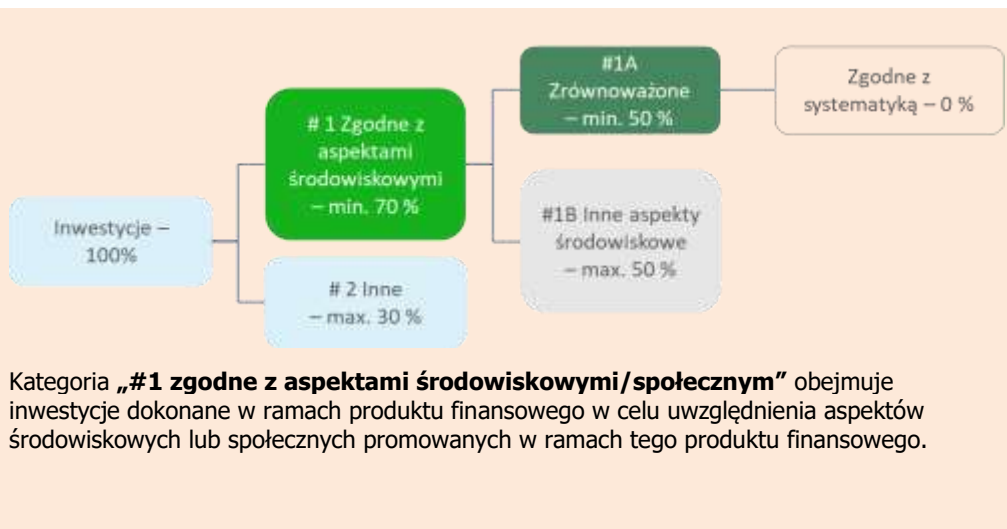 Inwestycje –
100%
# 1 Zgodne z
aspektami
środowiskowymi
– min. 70 %
# 2 Inne
– max. 30 %
#1A
Zrównoważone
– min. 50 %
#1B Inne aspekty
środowiskowe
– max. 50 %
Zgodne z
systematyką – 0 %
Kategoria „#1 zgodne z aspektami środowiskowymi/społecznym” obejmuje
inwestycje dokonane w ramach produktu finansowego w celu uwzględnienia aspektów
środowiskowych lub społecznych promowanych w ramach tego produktu finansowego.